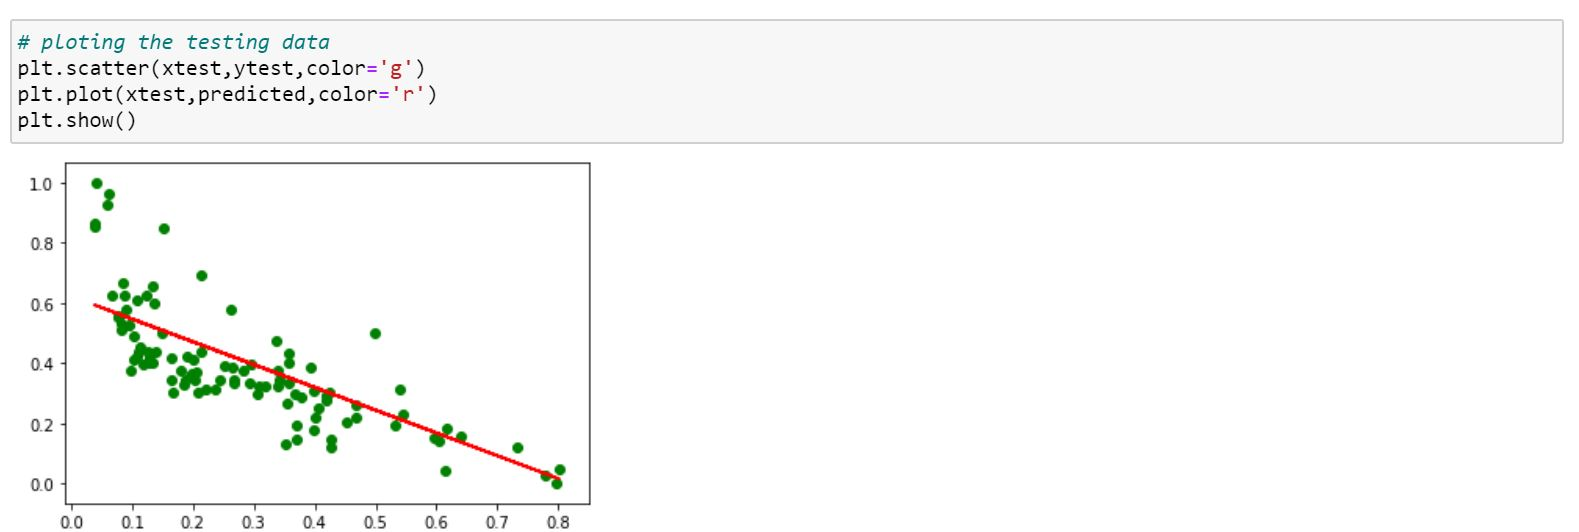 # ploting the testing data
plt.scatter(xtest,ytest,color='g')
plt.plot(xtest,predicted,color='r')
plt.show()
1.0
0.8
0.6
0.4
0.2
0.0
0.0 0.1 0.2 0.3 0.4 0.5 0.6 0.7 0.8